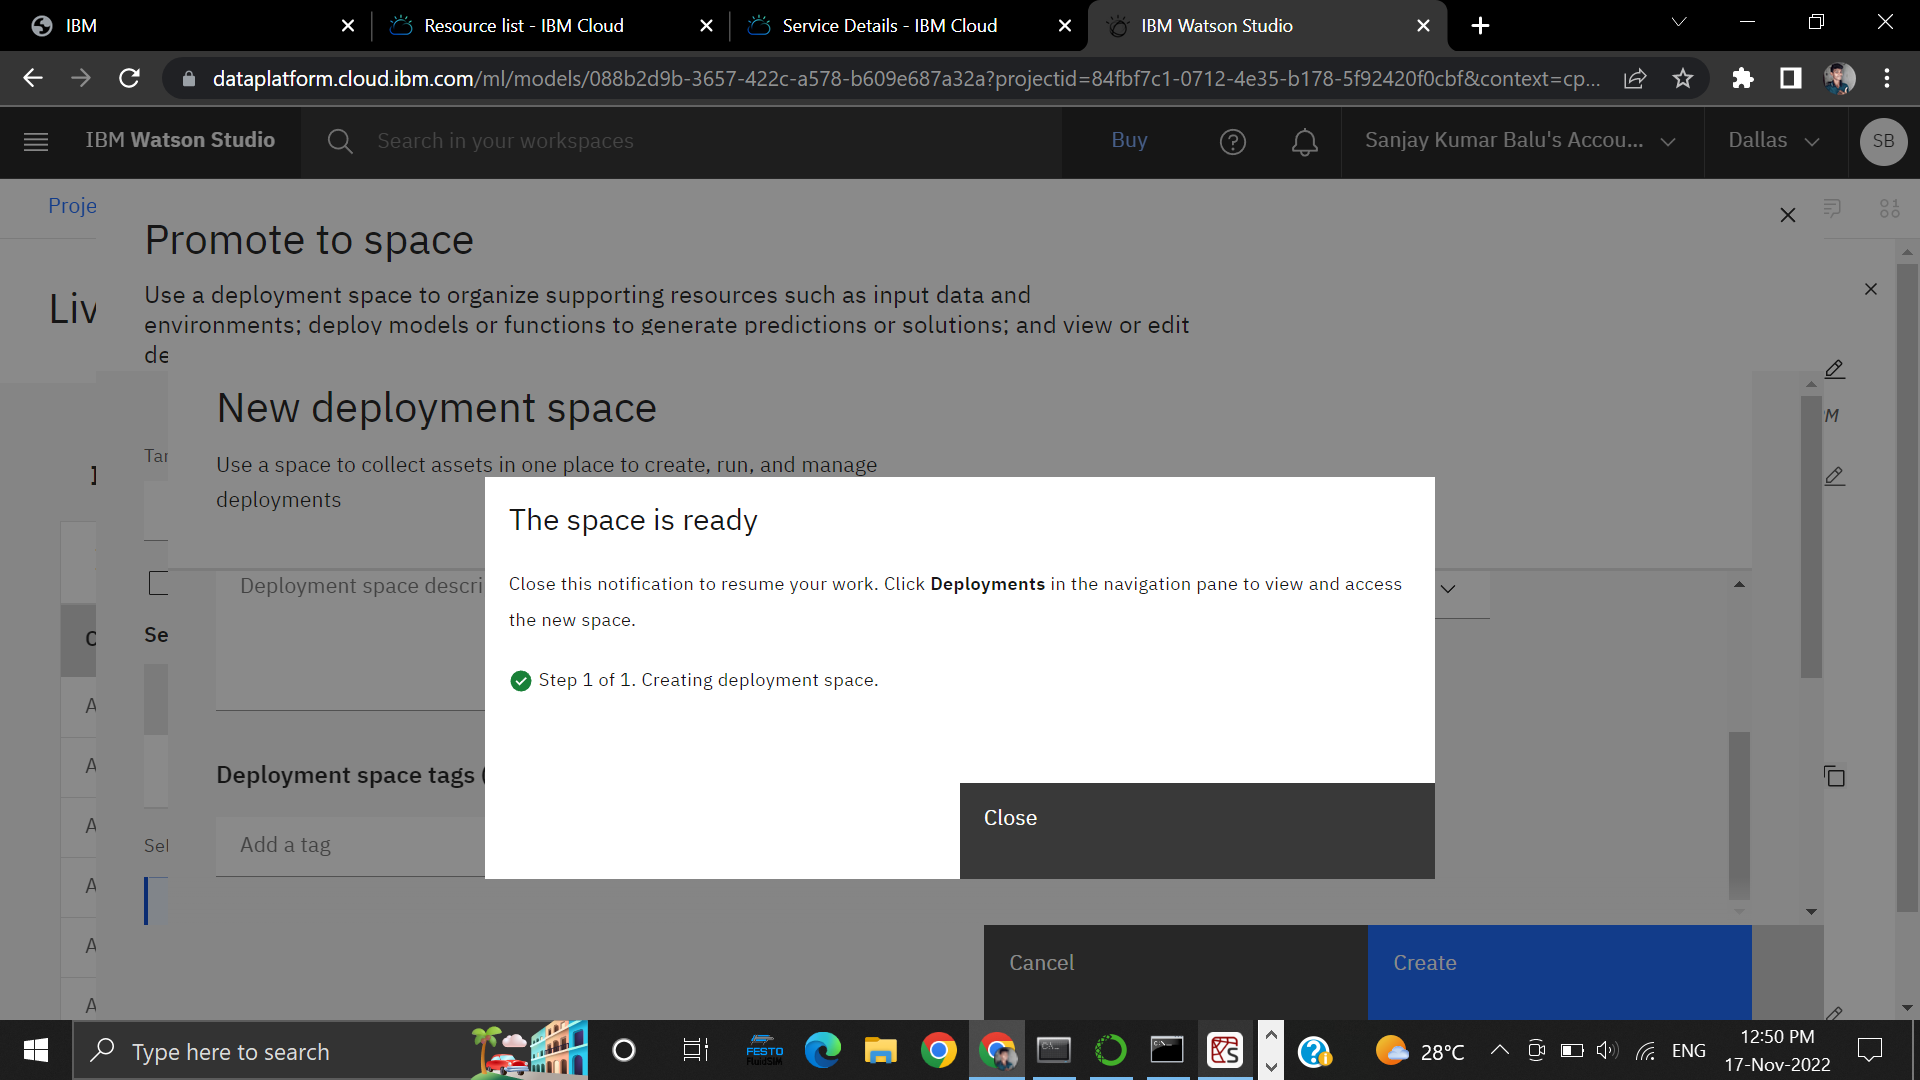 IBM
Resource list - IBM Cloud
Service Details - IBM Cloud
IBM Watson Studio
dataplatform.cloud.ibm.com/ml/models/088b2d9b-3657-422c-a578-b609e687a32a?projectid=84fbf7c1-0712-4e35-b178-5f92420f0cbf&context=cp...
IBM Watson Studio
Search in your workspaces
Buy
Sanjay Kumar Balu's Accou...
Dallas
SB
Proje
Promote to space
Liv
Use a deployment space to organize supporting resources such as input data and
environments; deploy models or functions to generate predictions or solutions; and view or edit
de
New deployment space
Tar
Use a space to collect assets in one place to create, run, and manage
deployments
The space is ready
Close this notification to resume your work. Click Deployments in the navigation pane to view and access
the new space.
Step 1 of 1. Creating deployment space.
Close
Deployment space descri
Se
Deployment space tags (
Add a tag
Sel
A
A
A
A
A
A
Cancel
Create
Type here to search
FESTO
FluidSIM
28°C
ENG
12:50 PM
17-Nov-2022